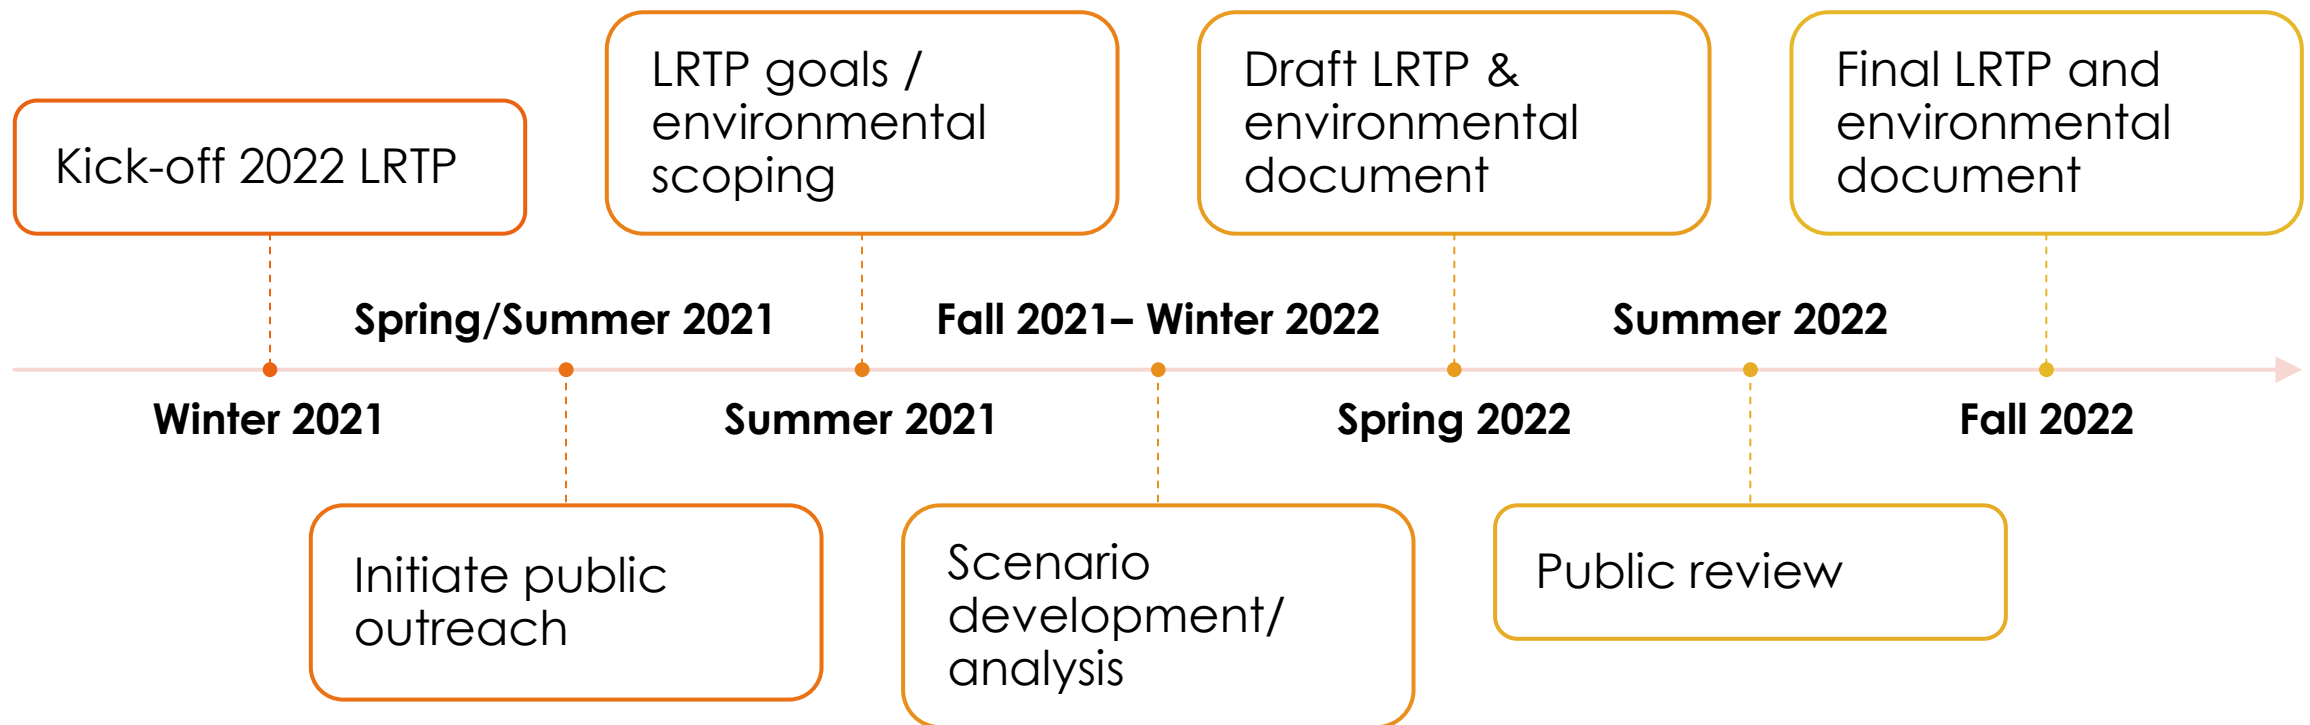 Kick-off 2022 LRTP
LRTP goals /
environmental
scoping
Draft LRTP &
environmental
document
Final LRTP and
environmental
document
Spring/Summer 2021
Fall 2021– Winter 2022
Summer 2022
Winter 2021
Summer 2021
Spring 2022
Fall 2022
Initiate public
outreach
Scenario
development/
analysis
Public review